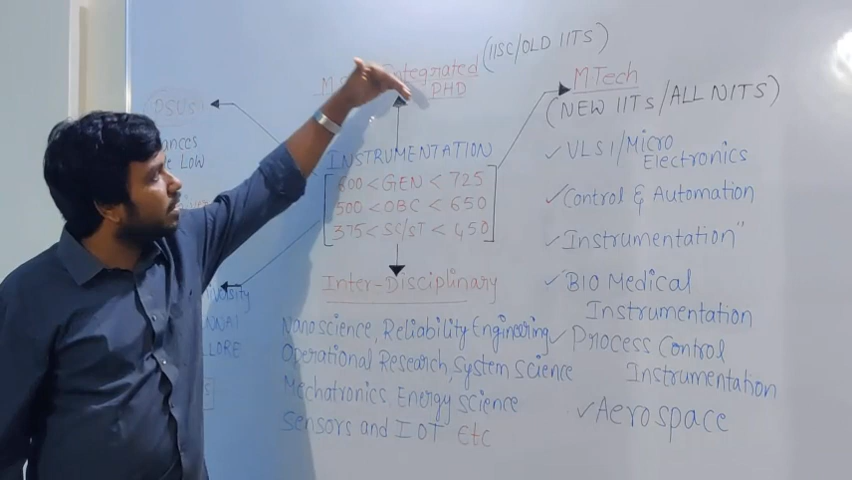 (IISC/OLD IITS)
Integrated
PHD
MTech
(NEW IITS/ALL NITS)
PSUS
INSTRUMENTATION
800 < GEN < 725
500 < OBC < 650
375 < SC/ST < 450
✓ VLSI/Micro
Electronics
✓ Control & Automation
✓ Instrumentation"
✓ BIO Medical
Instrumentation
✓ Process Control
Instrumentation
✓ Aerospace
Inter-Disciplinary
Nanoscience, Reliability Engineering
Operational Research, System Science
Mechatronics, Energy science
Sensors and IOT Etc